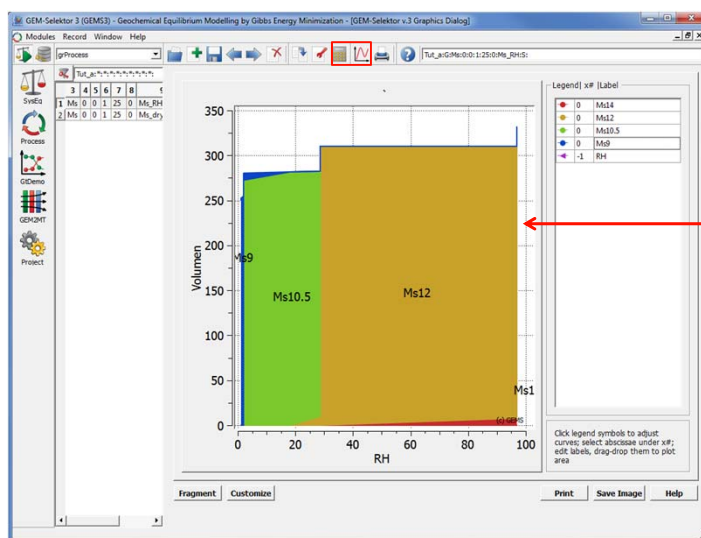 GEM-Selektor 3 (GEMS3) - Geochemical Equilibrium Modelling by Gibbs Energy Minimization - [GEM-Selektor v.3 Graphics Dialog]
Modules Record Window Help
grProcess
Tut_a:G:Ms:0:0:1:25:0:Ms_RH:S:
SysEq
Process
GtDemo
GEM2MT
Project
Tut_a:*:*:*:*:*:*:*:*:
3 4 5 6 7 8 9
1 Ms 0 0 1 25 0 Ms_RH
2 Ms 0 0 1 25 0 Ms_dry
350
300
250
200
150
100
50
0
Volumen
Ms9
Ms10.5
Ms12
Ms1
(c) GEMS
0 20 40 60 80 100
RH
Legend| x# |Label
0 Ms14
0 Ms12
0 Ms10.5
0 Ms9
-1 RH
Click legend symbols to adjust
curves; select abscissae under x#;
edit labels, drag-drop them to plot
area
Fragment Customize Print Save Image Help